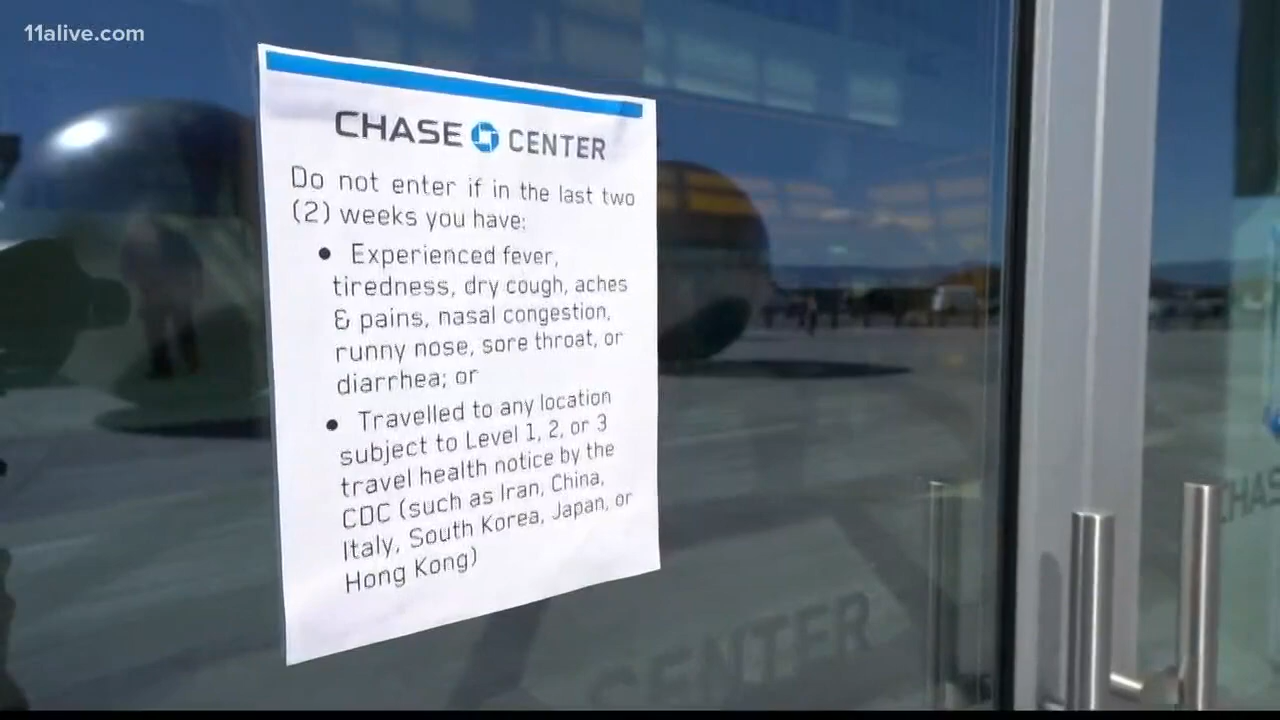 11alive.com
CHASE CENTER
Do not enter if in the last two
(2) weeks you have:
● Experienced fever,
tiredness, dry cough, aches
& pains, nasal congestion,
runny nose, sore throat, or
diarrhea; or
● Travelled to any location
subject to Level 1, 2, or 3
travel health notice by the
CDC (such as Iran, China,
Italy, South Korea, Japan, or
Hong Kong)
CENTER
CHAS